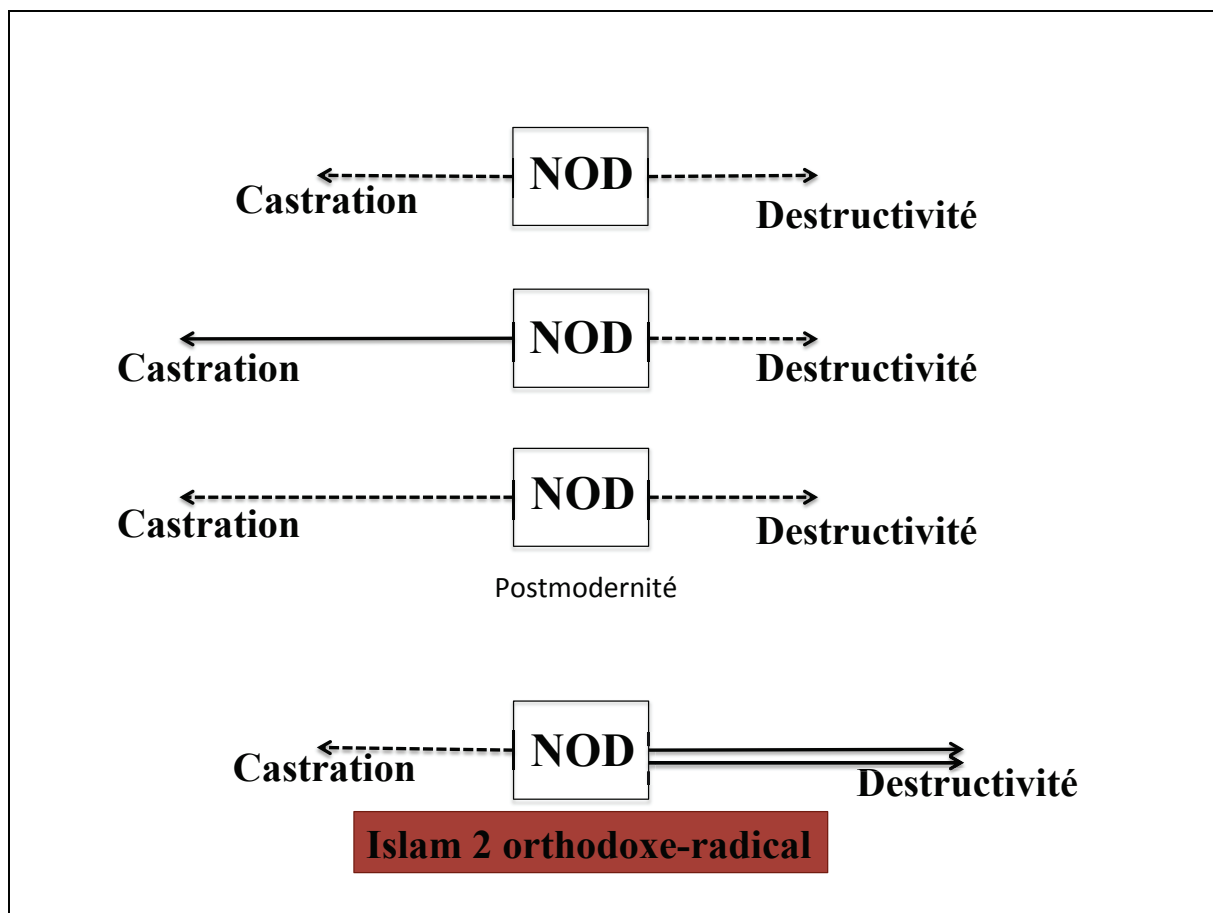 NOD
Castration
Destructivité
NOD
Castration
Destructivité
NOD
Castration
Destructivité
Postmodernité
NOD
Castration
Destructivité
Islam 2 orthodoxe-radical